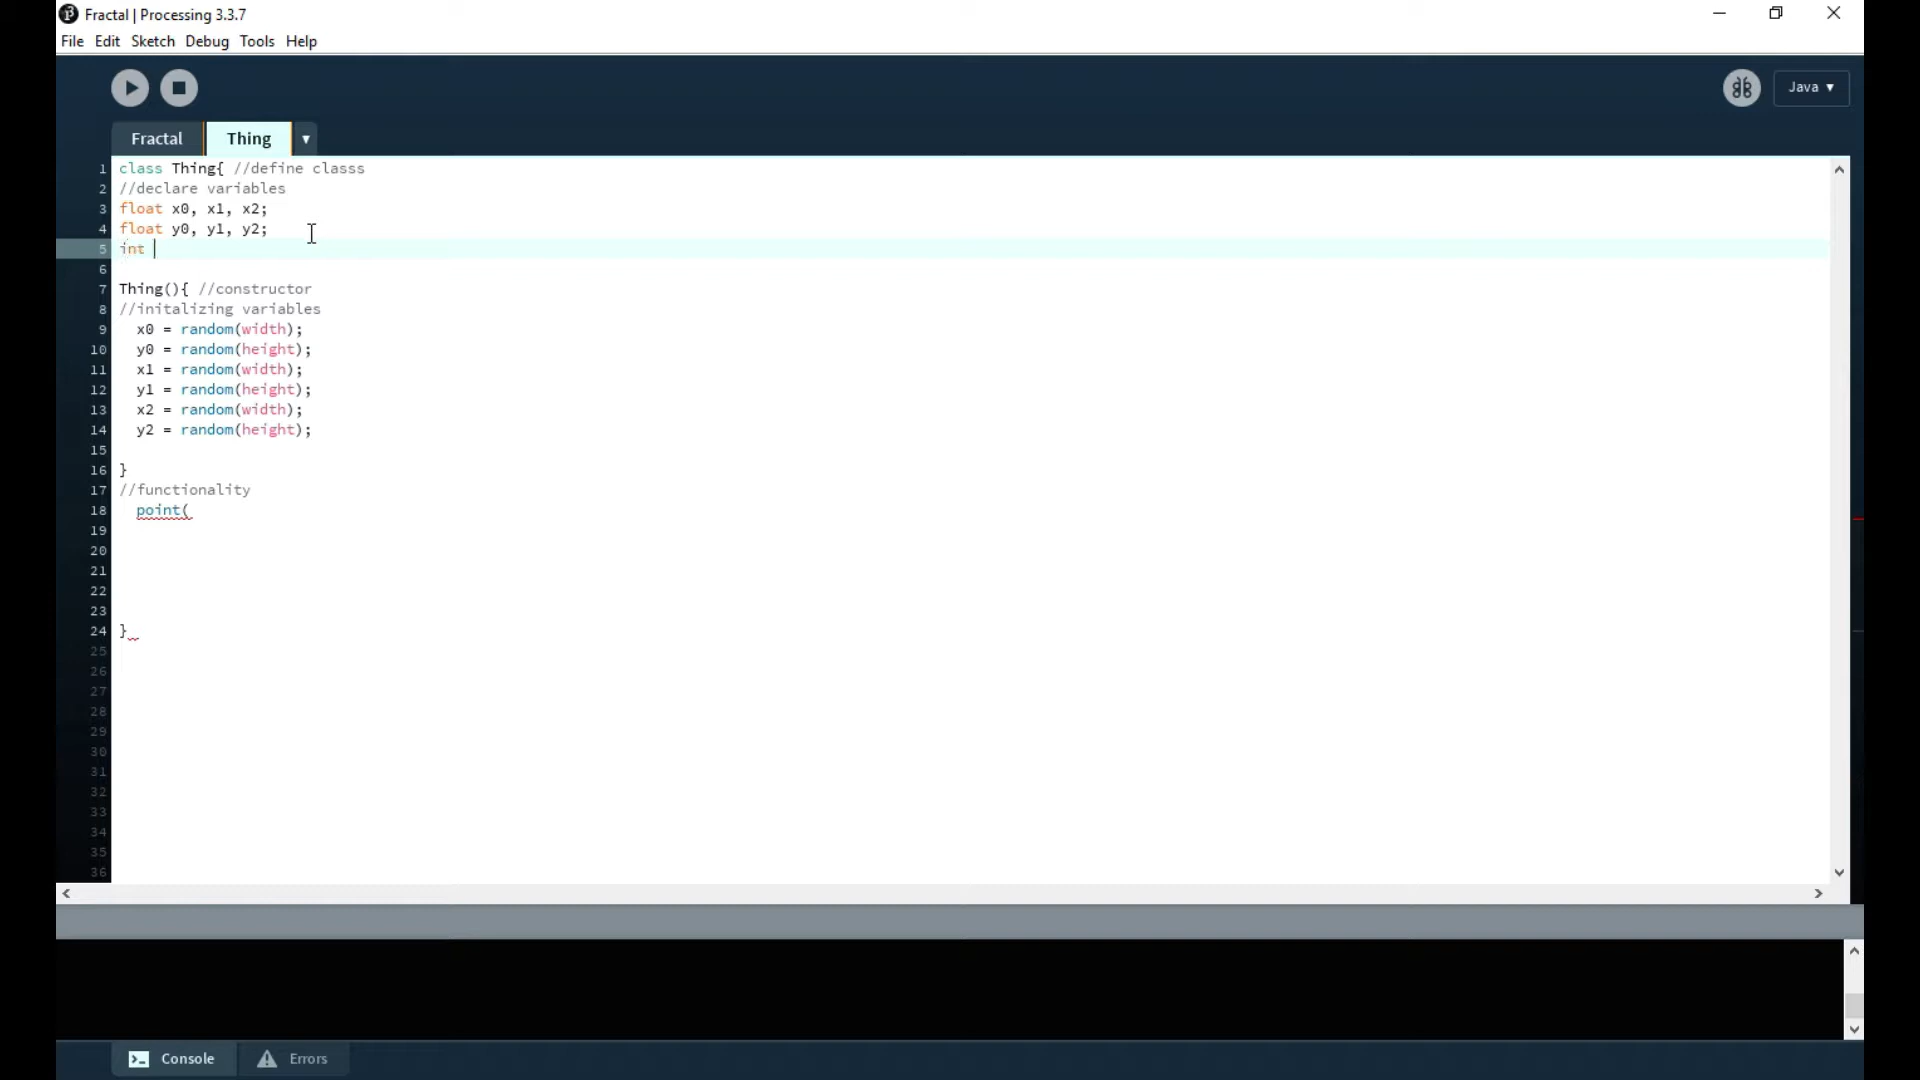 Fractal | Processing 3.3.7
File Edit Sketch Debug Tools Help
Java ▾
Fractal Thing ▾
1 class Thing{ //define classs
2 //declare variables
3 float x0, x1, x2;
4 float y0, y1, y2;
5 int
6
7 Thing(){ //constructor
8 //initalizing variables
9 x0 = random(width);
10 y0 = random(height);
11 x1 = random(width);
12 y1 = random(height);
13 x2 = random(width);
14 y2 = random(height);
15
16 }
17 //functionality
18 point(
19
20
21
22
23
24 }
25
26
27
28
29
30
31
32
33
34
35
36
Console Errors